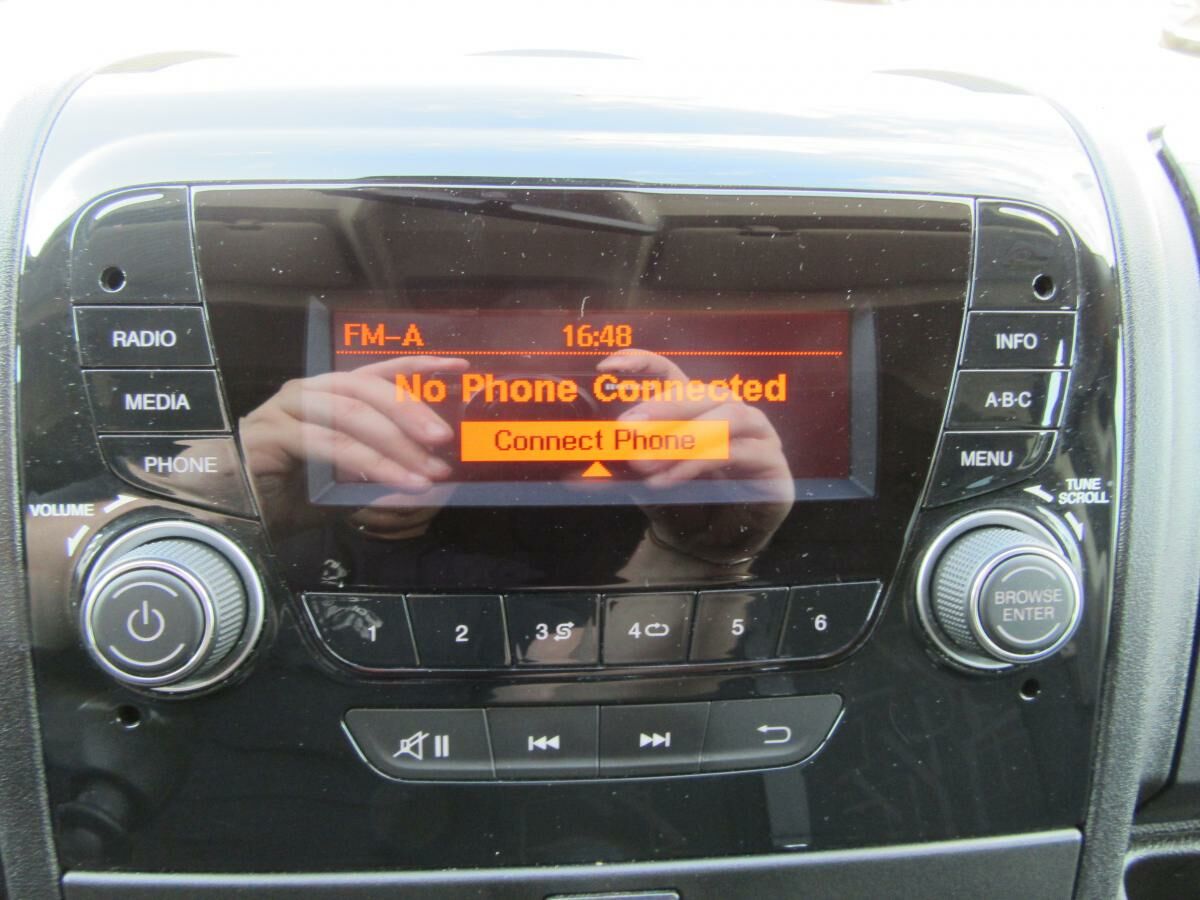 FM-A 16:48
No Phone Connected
Connect Phone
RADIO
MEDIA
PHONE
VOLUME
INFO
A·B·C
MENU
TUNE
SCROLL
BROWSE
ENTER
1 2 3 4 5 6